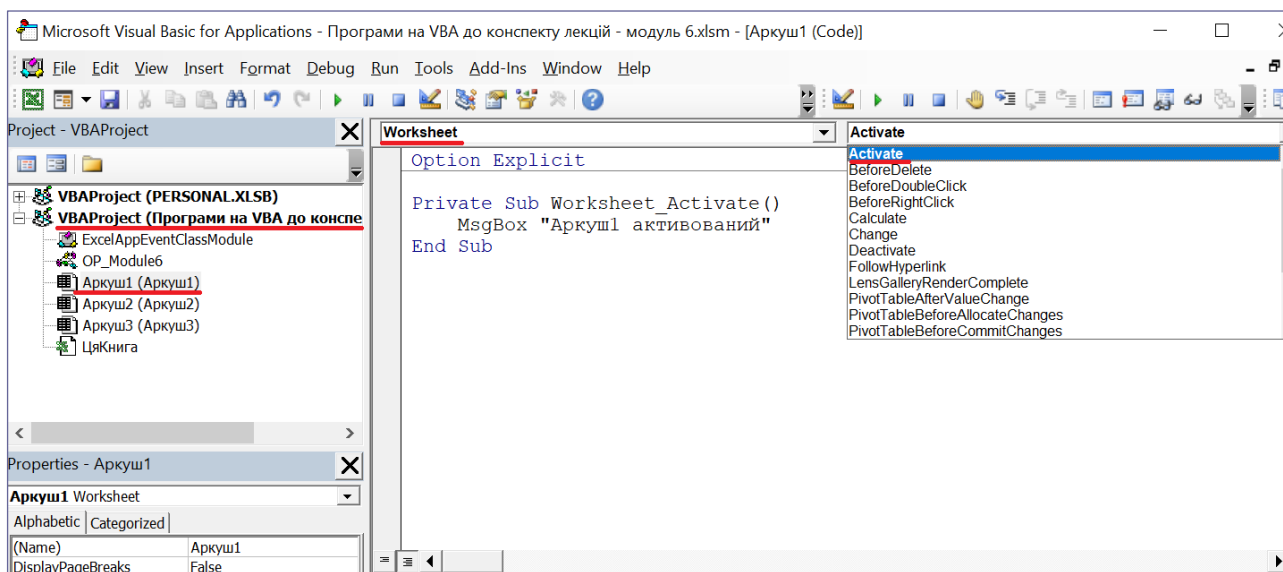 Microsoft Visual Basic for Applications - Програми на VBA до конспекту лекцій - модуль 6.xlsm - [Аркуш1 (Code)]
File Edit View Insert Format Debug Run Tools Add-Ins Window Help
Project - VBAProject
VBAProject (PERSONAL.XLSB)
VBAProject (Програми на VBA до конспе
ExcelAppEventClassModule
OP_Module6
Аркуш1 (Аркуш1)
Аркуш2 (Аркуш2)
Аркуш3 (Аркуш3)
ЦяКнига
Properties - Аркуш1
Аркуш1 Worksheet
Alphabetic Categorized
(Name) Аркуш1
DisplayPageBreaks False
Worksheet
Activate
Option Explicit
Private Sub Worksheet_Activate()
MsgBox "Аркуш1 активований"
End Sub
Activate
BeforeDelete
BeforeDoubleClick
BeforeRightClick
Calculate
Change
Deactivate
FollowHyperlink
LensGalleryRenderComplete
PivotTableAfterValueChange
PivotTableBeforeAllocateChanges
PivotTableBeforeCommitChanges